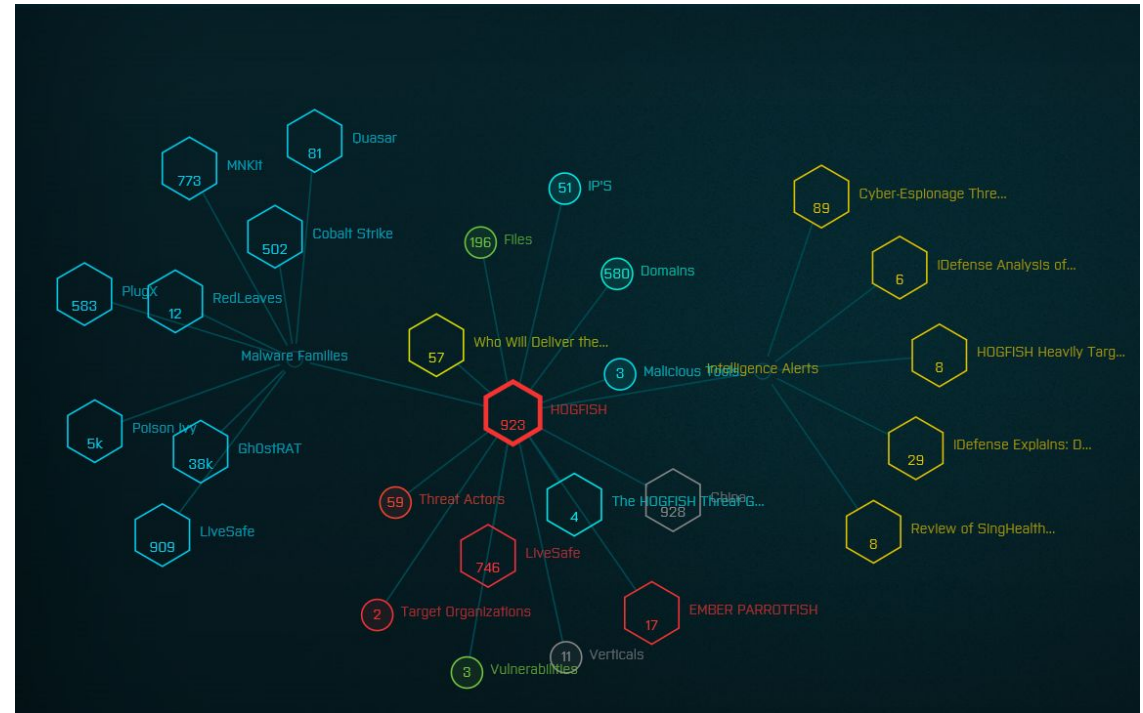 Quasar
81
MNKit
773
Cobalt Strike
502
51 IP'S
Cyber-Espionage Thre...
89
196 Files
580 Domains
iDefense Analysis of...
6
PlugX
583
RedLeaves
12
Who Will Deliver the...
57
Malware Families
3 Malicious Tools
Intelligence Alerts
HOGFISH Heavily Targ...
8
HOGFISH
923
Poison Ivy
5k
Gh0stRAT
38k
iDefense Explains: D...
29
59 Threat Actors
The HOGFISH Threat G...
4
China
928
LiveSafe
909
Review of SingHealth...
8
LiveSafe
746
2 Target Organizations
EMBER PARROTFISH
17
11 Verticals
3 Vulnerabilities